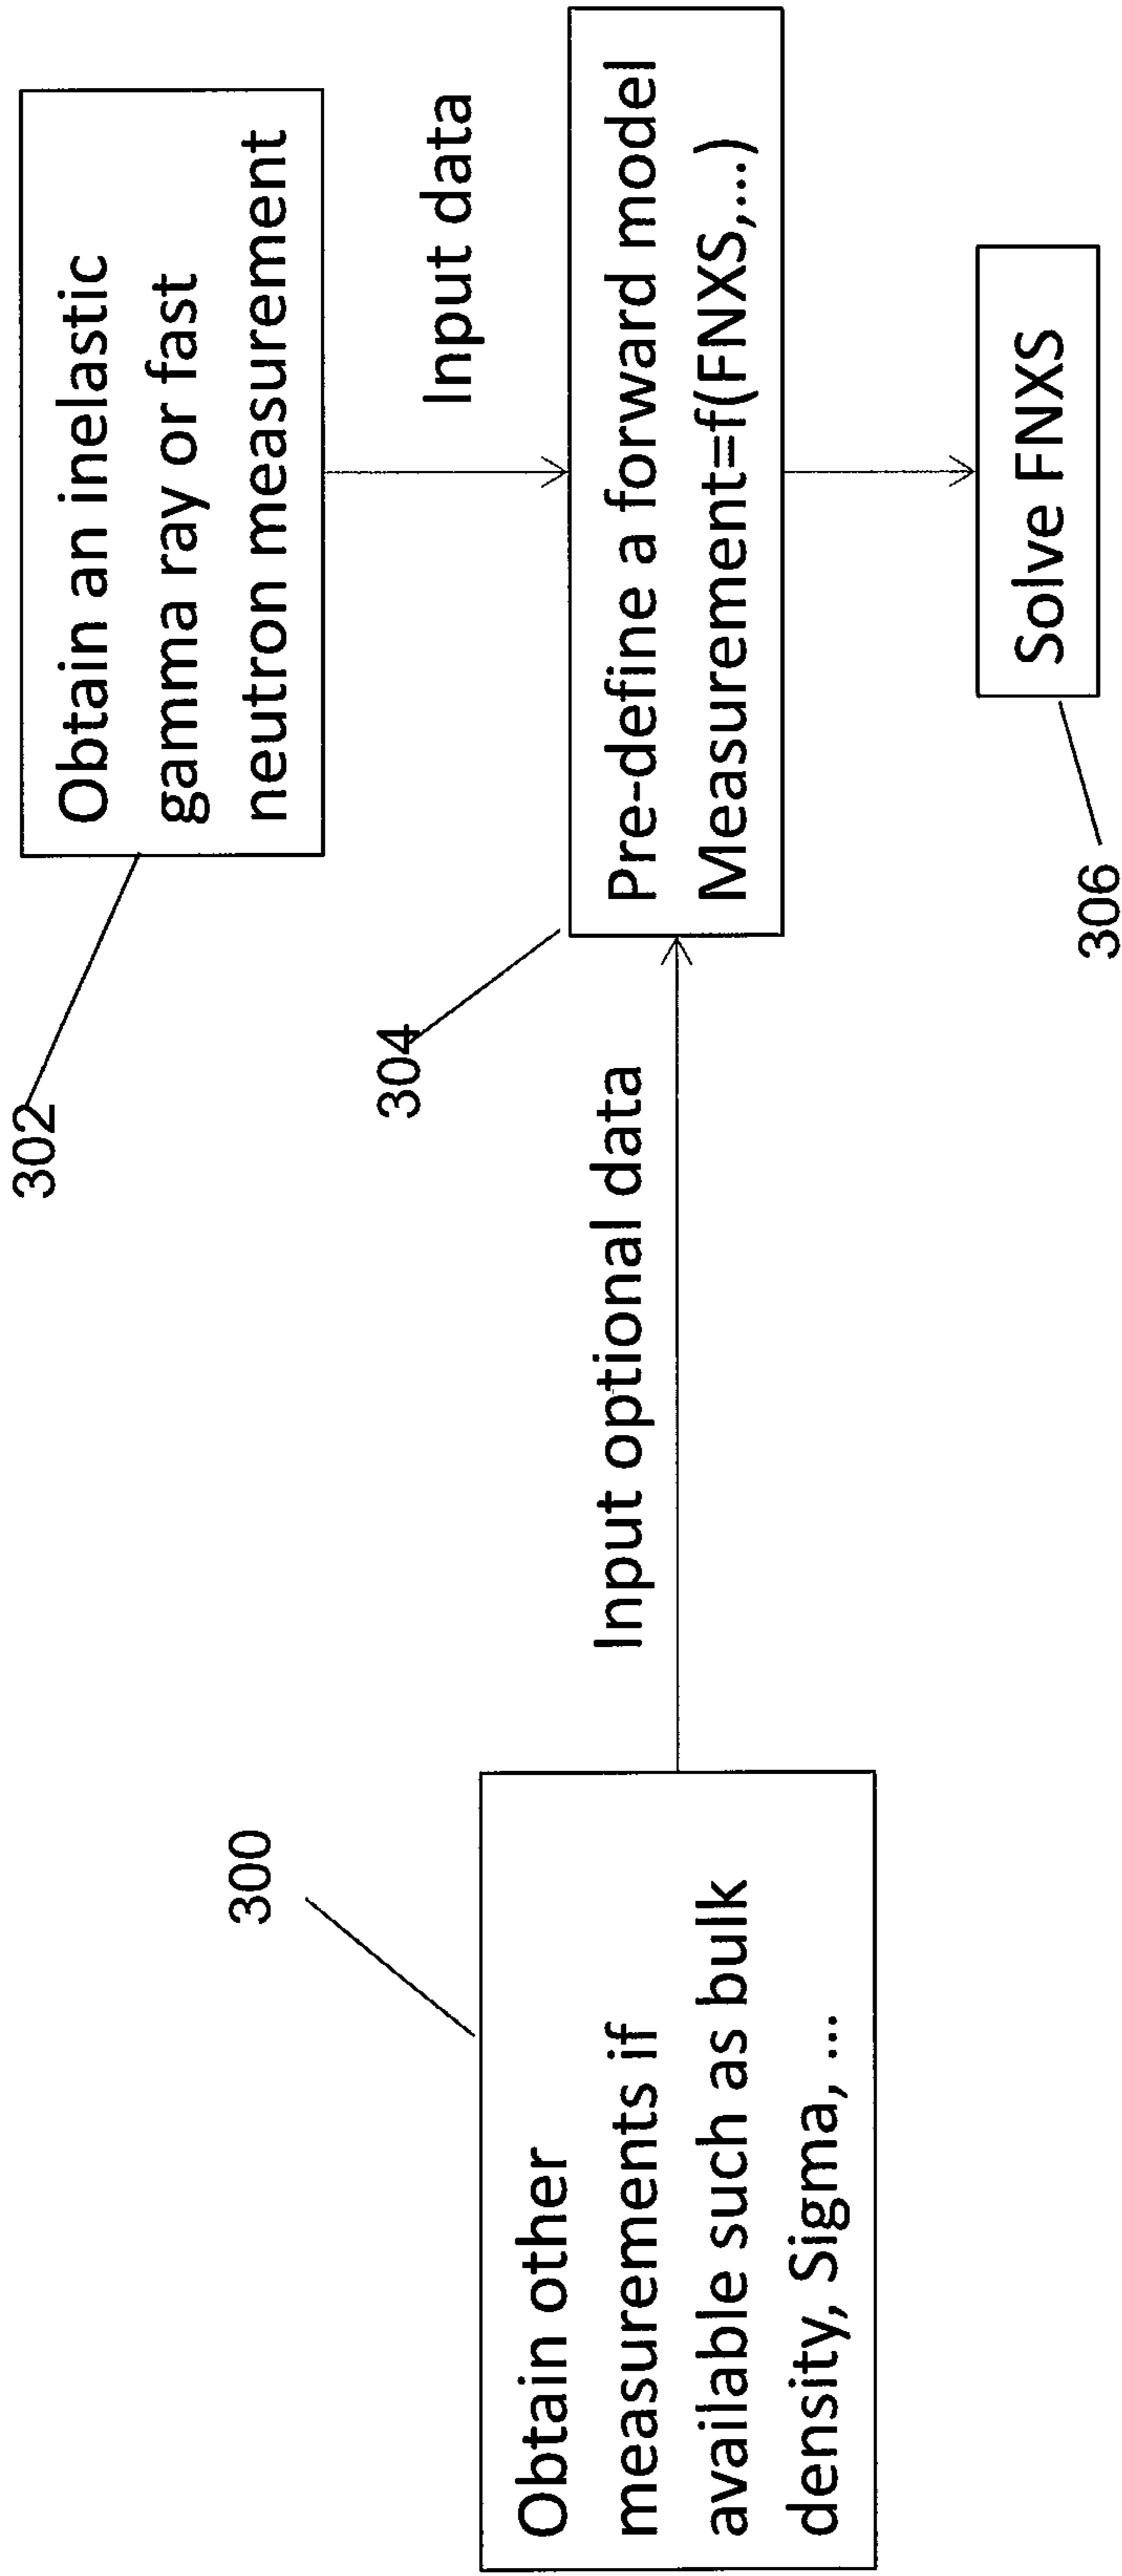 302
Obtain an inelastic
gamma ray or fast
neutron measurement
Input data
300
Obtain other
measurements if
available such as bulk
density, Sigma, ...
Input optional data
304
Pre-define a forward model
Measurement=f(FNXS,...)
306
Solve FNXS